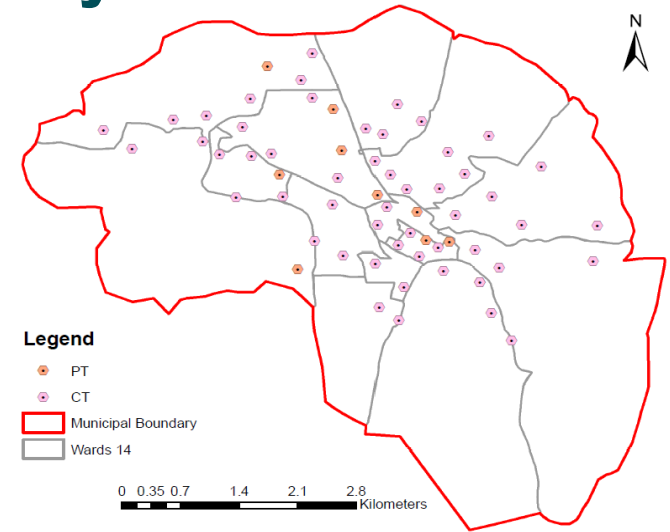 N
Legend
PT
CT
Municipal Boundary
Wards 14
0 0.35 0.7 1.4 2.1 2.8
Kilometers